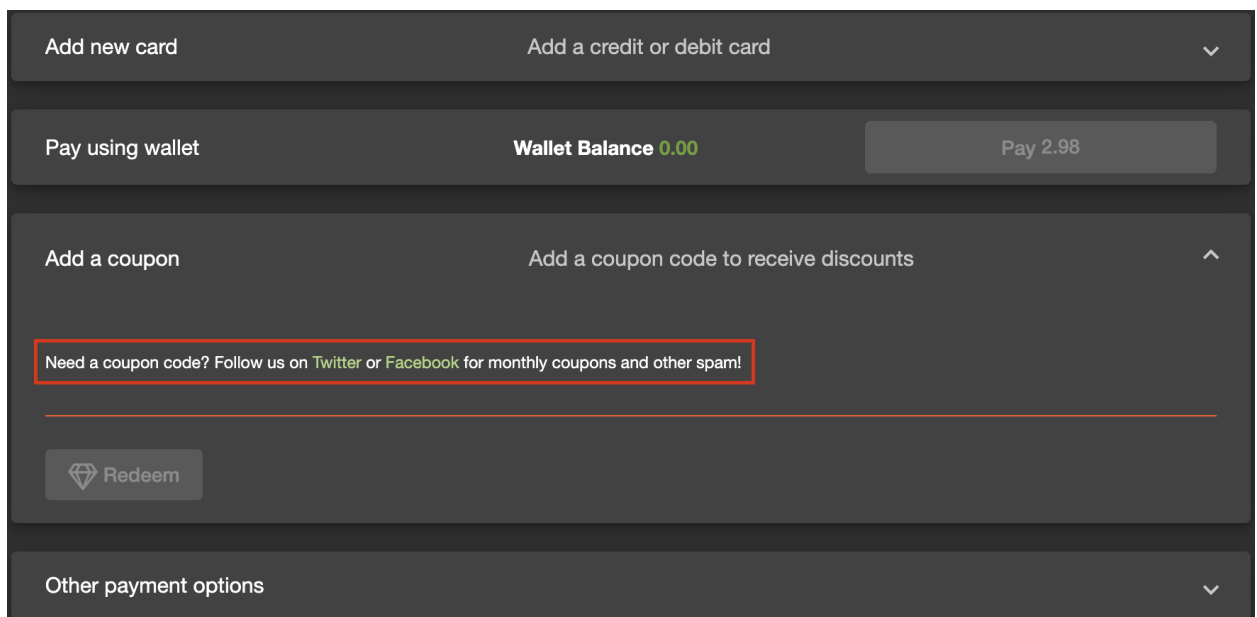 Add new card Add a credit or debit card
Pay using wallet Wallet Balance 0.00 Pay 2.98
Add a coupon Add a coupon code to receive discounts
Need a coupon code? Follow us on Twitter or Facebook for monthly coupons and other spam!
Redeem
Other payment options